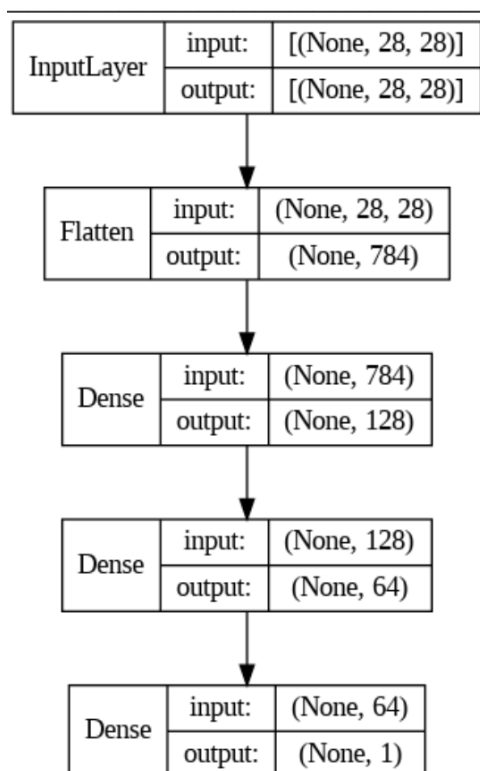 InputLayer
input: [(None, 28, 28)]
output: [(None, 28, 28)]
Flatten
input: (None, 28, 28)
output: (None, 784)
Dense
input: (None, 784)
output: (None, 128)
Dense
input: (None, 128)
output: (None, 64)
Dense
input: (None, 64)
output: (None, 1)